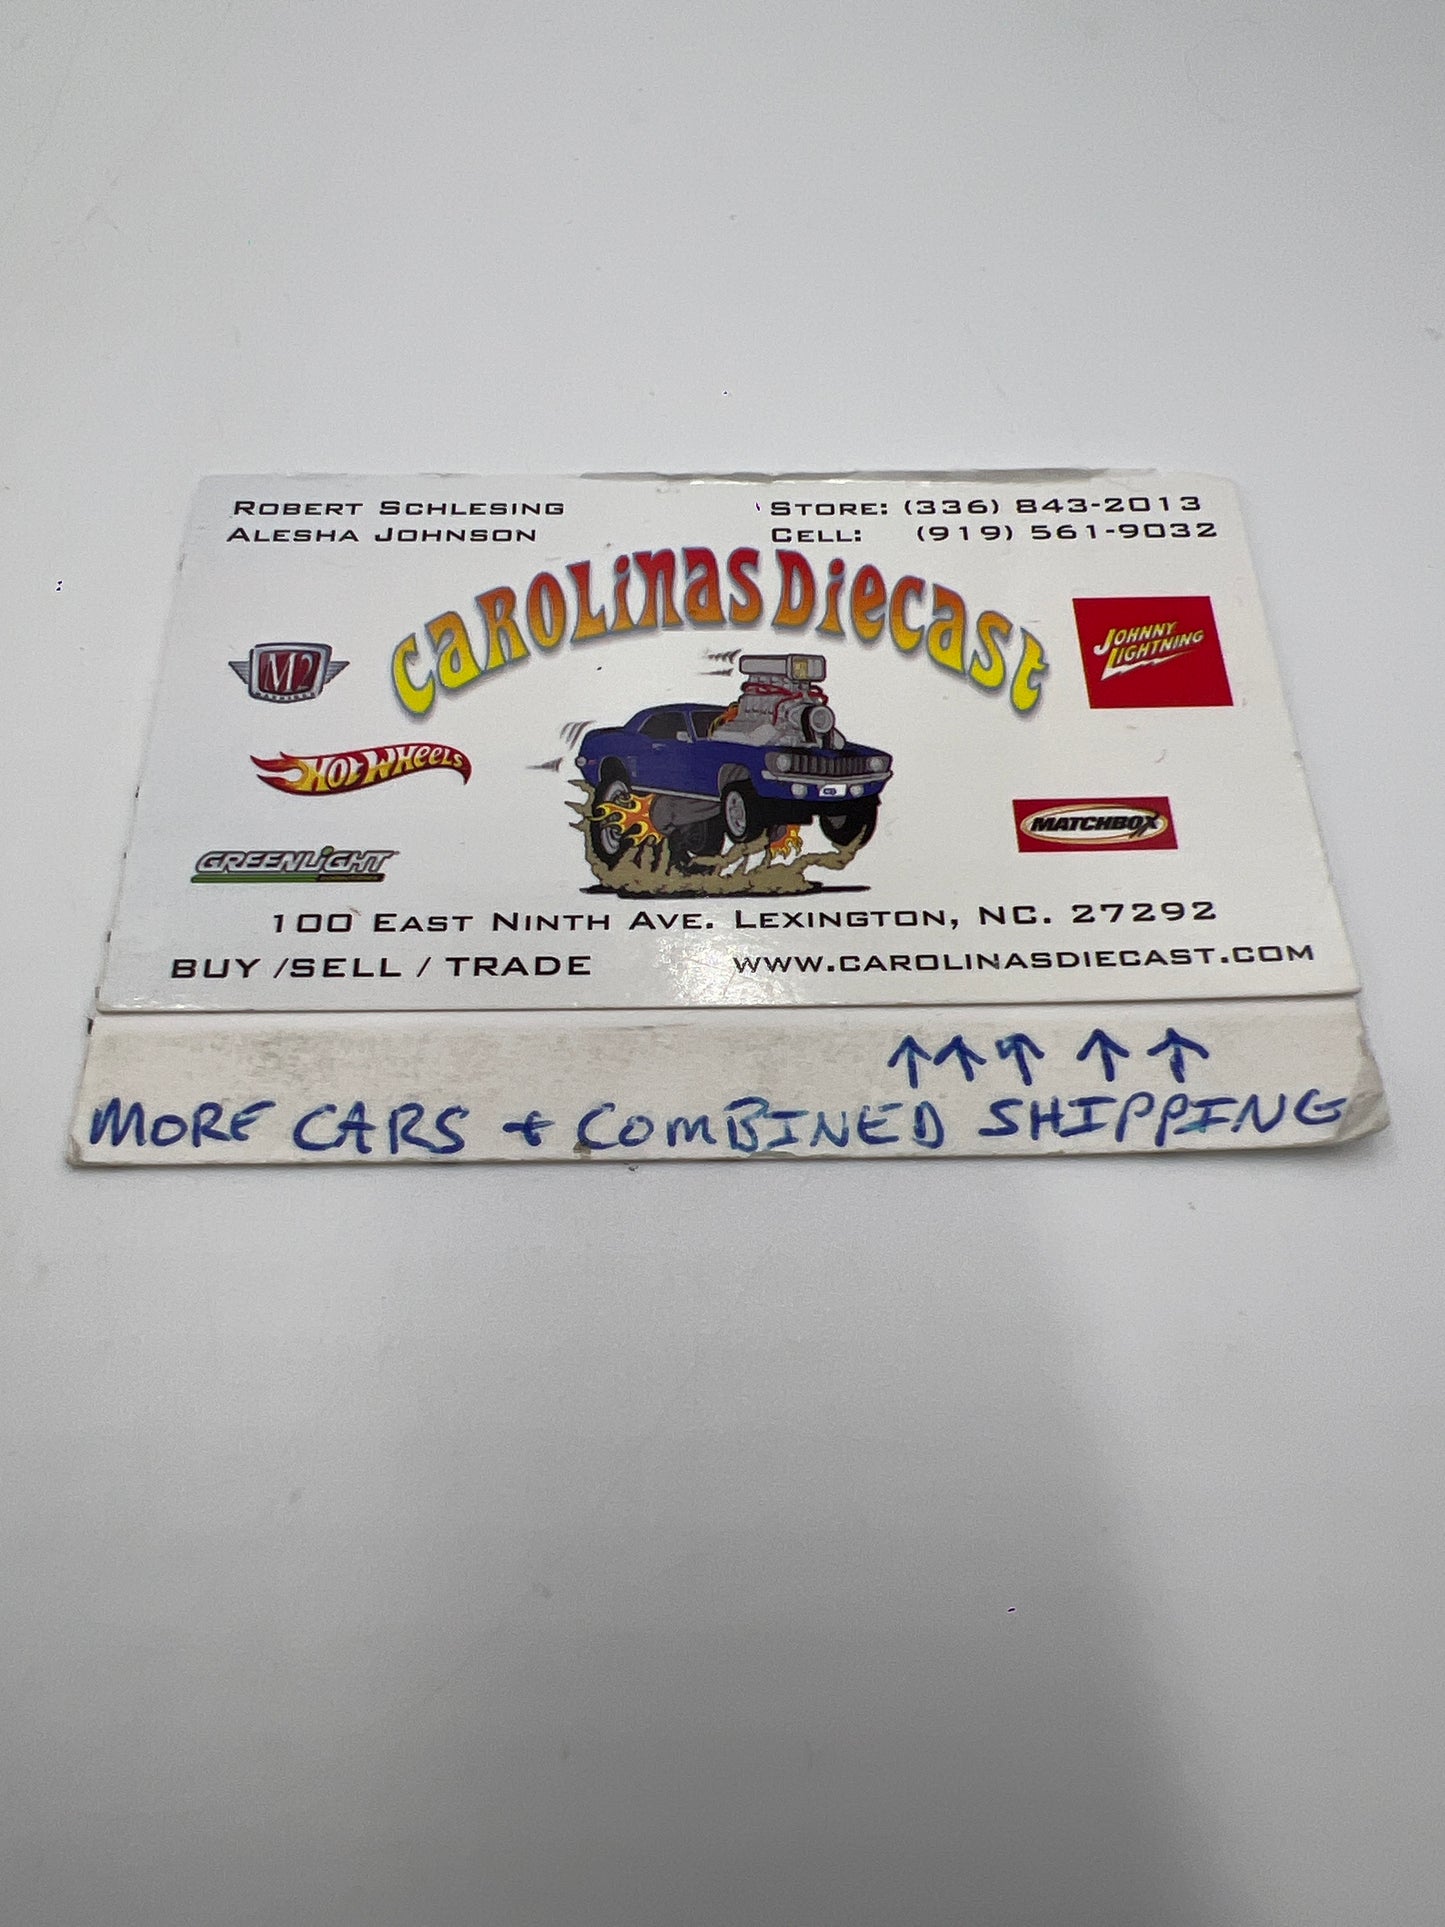 Robert Schlesing
Alesha Johnson
Store: (336) 843-2013
Cell: (919) 561-9032
Carolinas Diecast
M2
MACHINES
JOHNNY
LIGHTNING
HOT WHEELS
MATCHBOX
GREENLIGHT
100 East Ninth Ave. Lexington, NC. 27292
BUY /SELL / TRADE
WWW.CAROLINASDIECAST.COM
↑↑↑↑↑
MORE CARS + COMBINED SHIPPING